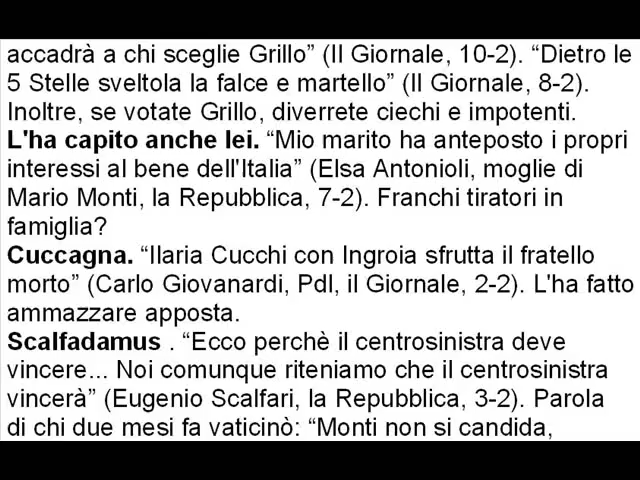 accadrà a chi sceglie Grillo” (Il Giornale, 10-2). “Dietro le
5 Stelle sveltola la falce e martello” (Il Giornale, 8-2).
Inoltre, se votate Grillo, diverrete ciechi e impotenti.
L'ha capito anche lei. “Mio marito ha anteposto i propri
interessi al bene dell'Italia” (Elsa Antonioli, moglie di
Mario Monti, la Repubblica, 7-2). Franchi tiratori in
famiglia?
Cuccagna. “Ilaria Cucchi con Ingroia sfrutta il fratello
morto” (Carlo Giovanardi, Pdl, il Giornale, 2-2). L'ha fatto
ammazzare apposta.
Scalfadamus . “Ecco perchè il centrosinistra deve
vincere... Noi comunque riteniamo che il centrosinistra
vincerà” (Eugenio Scalfari, la Repubblica, 3-2). Parola
di chi due mesi fa vaticinò: “Monti non si candida,